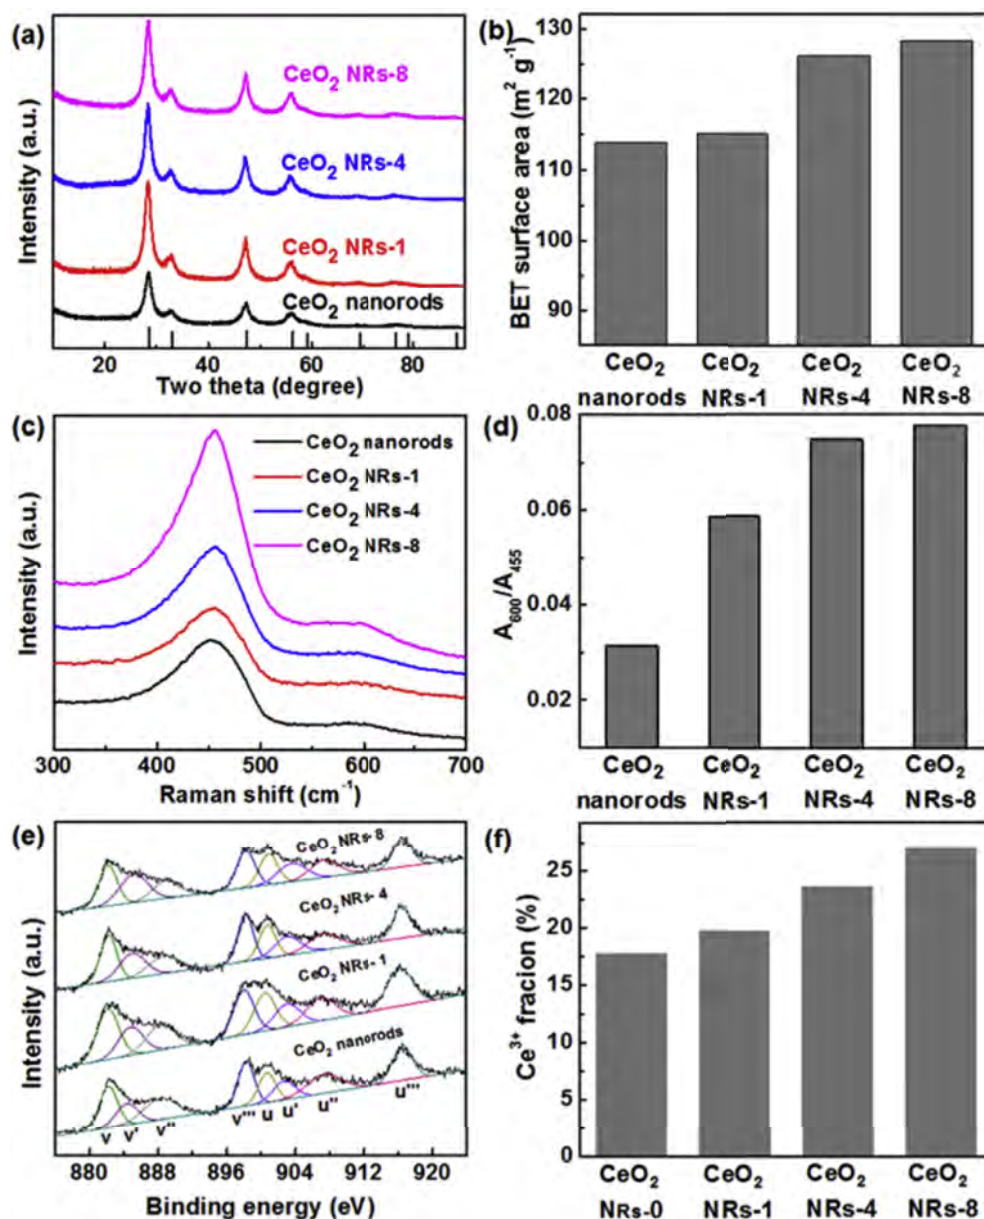 (a)
CeO2 NRs-8
CeO2 NRs-4
CeO2 NRs-1
CeO2 nanorods
Intensity (a.u.)
20 40 60 80
Two theta (degree)
(b)
BET surface area (m2 g-1)
130
120
110
100
90
CeO2 CeO2 CeO2 CeO2
nanorods NRs-1 NRs-4 NRs-8
(c)
CeO2 nanorods
CeO2 NRs-1
CeO2 NRs-4
CeO2 NRs-8
Intensity (a.u.)
300 400 500 600 700
Raman shift (cm-1)
(d)
A600/A455
0.08
0.06
0.04
0.02
CeO2 CeO2 CeO2 CeO2
nanorods NRs-1 NRs-4 NRs-8
(e)
CeO2 NRs-8
CeO2 NRs-4
CeO2 NRs-1
CeO2 nanorods
v v' v'' v''' u u' u'' u'''
Intensity (a.u.)
880 888 896 904 912 920
Binding energy (eV)
(f)
Ce3+ fracion (%)
25
20
15
10
5
0
CeO2 CeO2 CeO2 CeO2
NRs-0 NRs-1 NRs-4 NRs-8